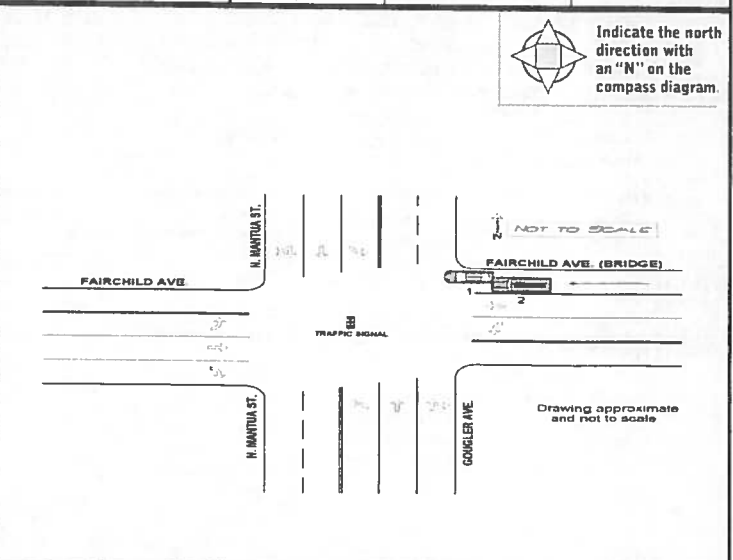 Indicate the north
direction with
an "N" on the
compass diagram.
N. MANTUA ST.
N
NOT TO SCALE
FAIRCHILD AVE.
FAIRCHILD AVE. (BRIDGE)
1
2
TRAFFIC SIGNAL
N. MANTUA ST.
GOUGLER AVE.
Drawing approximate
and not to scale